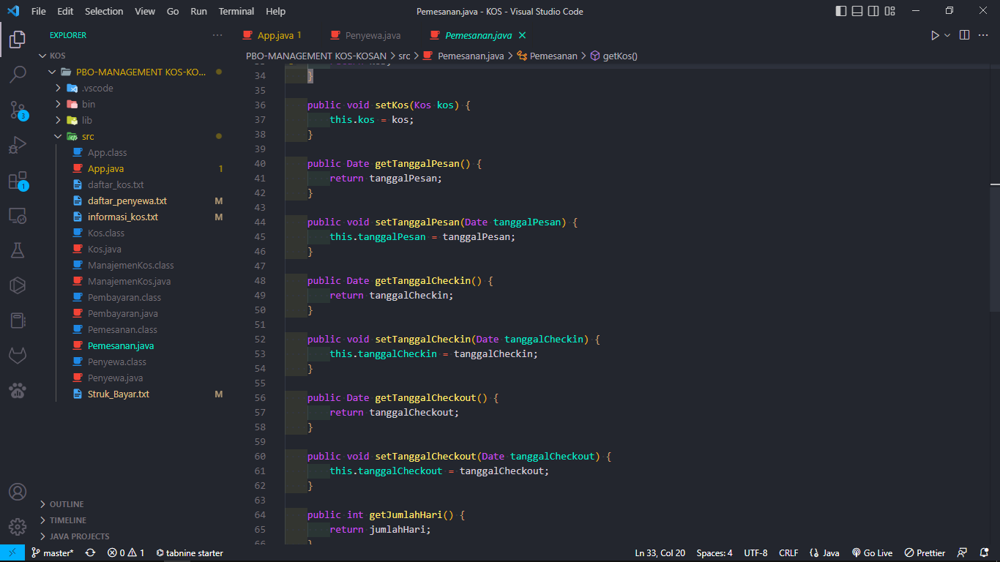 File Edit Selection View Go Run Terminal Help
Pemesanan.java - KOS - Visual Studio Code
EXPLORER
KOS
PBO-MANAGEMENT KOS-KO...
.vscode
bin
lib
src
App.class
App.java 1
daftar_kos.txt
daftar_penyewa.txt M
informasi_kos.txt M
Kos.class
Kos.java
ManajemenKos.class
ManajemenKos.java
Pembayaran.class
Pembayaran.java
Pemesanan.class
Pemesanan.java
Penyewa.class
Penyewa.java
Struk_Bayar.txt M
OUTLINE
TIMELINE
JAVA PROJECTS
3
1
App.java 1 Penyewa.java Pemesanan.java
PBO-MANAGEMENT KOS-KOSAN > src > Pemesanan.java > Pemesanan > getKos()
34 }
35
36 public void setKos(Kos kos) {
37 this.kos = kos;
38 }
39
40 public Date getTanggalPesan() {
41 return tanggalPesan;
42 }
43
44 public void setTanggalPesan(Date tanggalPesan) {
45 this.tanggalPesan = tanggalPesan;
46 }
47
48 public Date getTanggalCheckin() {
49 return tanggalCheckin;
50 }
51
52 public void setTanggalCheckin(Date tanggalCheckin) {
53 this.tanggalCheckin = tanggalCheckin;
54 }
55
56 public Date getTanggalCheckout() {
57 return tanggalCheckout;
58 }
59
60 public void setTanggalCheckout(Date tanggalCheckout) {
61 this.tanggalCheckout = tanggalCheckout;
62 }
63
64 public int getJumlahHari() {
65 return jumlahHari;
66 }
master* 0 1 tabnine starter
Ln 33, Col 20 Spaces: 4 UTF-8 CRLF {} Java Go Live Prettier